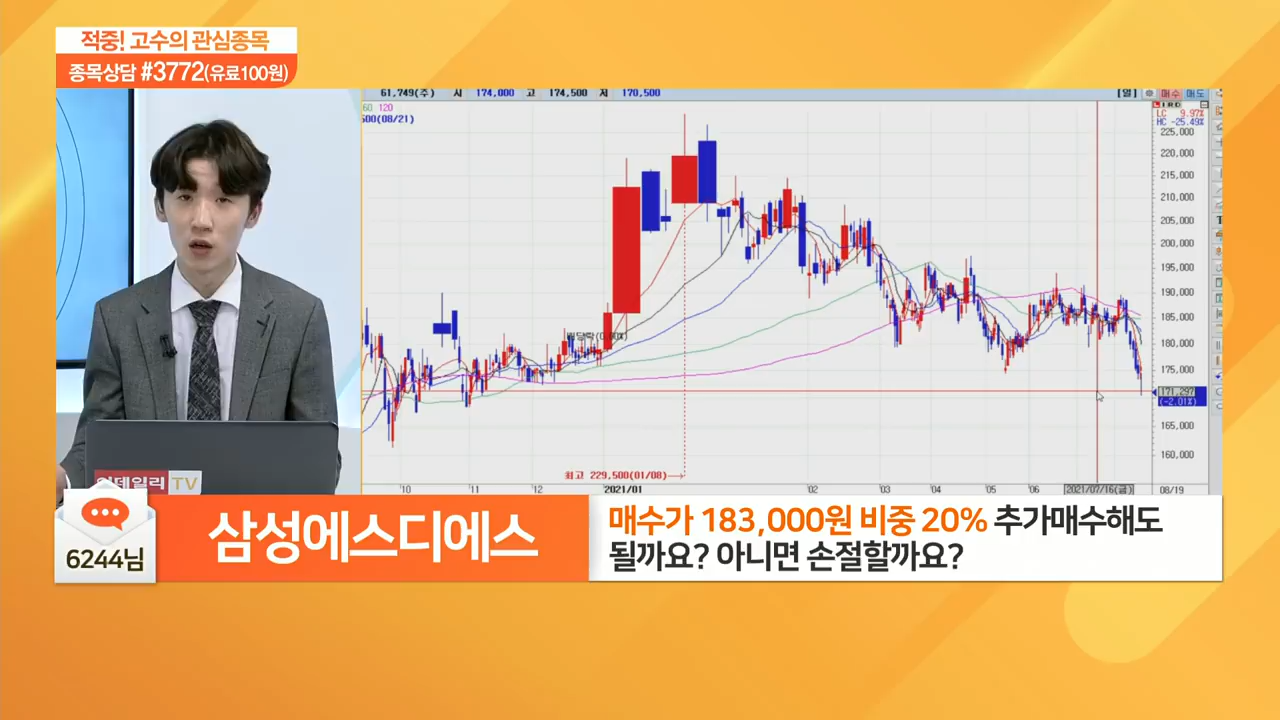 적중! 고수의 관심종목
종목상담 #3772(유료100원)
61,749(주) 시 174,000 고 174,500 저 170,500 [일] 매수 매도
60 120
500(08/21)
LC 9.97%
HC -25.49%
225,000
220,000
215,000
210,000
205,000
200,000
195,000
190,000
185,000
180,000
175,000
171,297
(-2.01%)
165,000
160,000
최고 229,500(01/08)
10 11 12 2021/01 02 03 04 05 06 2021/07/16(금) 08/19
이데일리 TV
6244님
삼성에스디에스
매수가 183,000원 비중 20% 추가매수해도
될까요? 아니면 손절할까요?